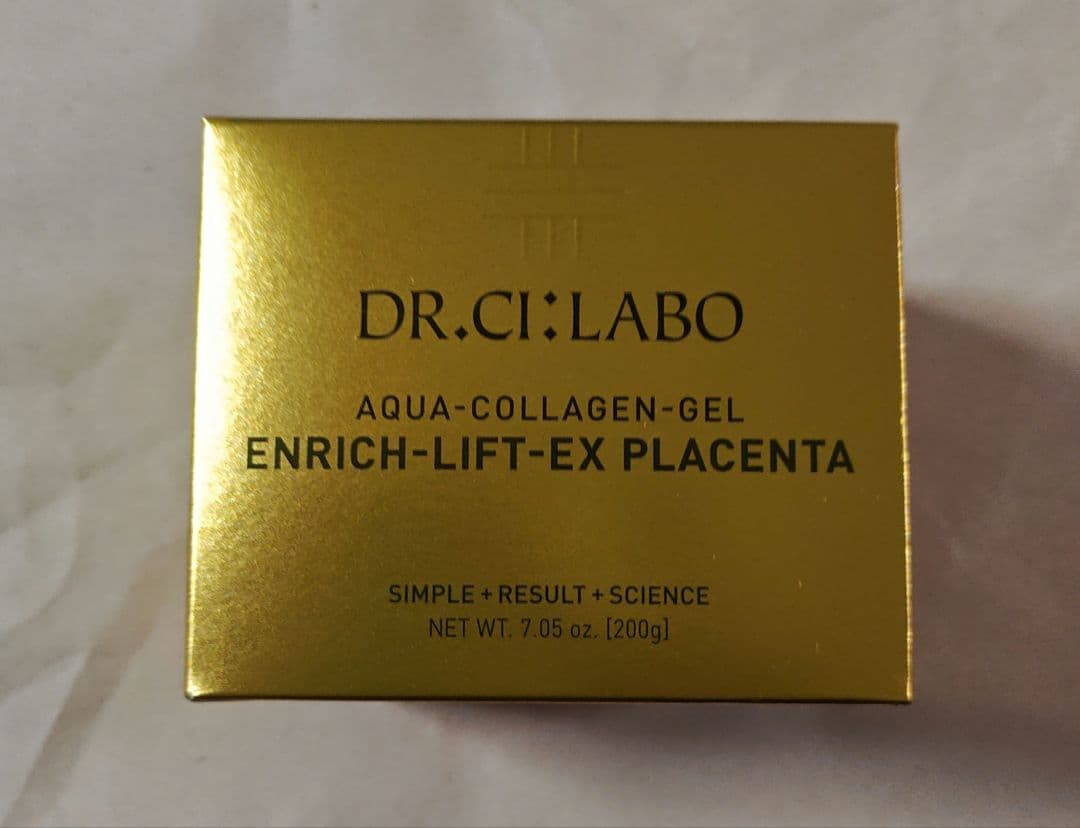 DR.CI:LABO
AQUA-COLLAGEN-GEL
ENRICH-LIFT-EX PLACENTA
SIMPLE + RESULT + SCIENCE
NET WT. 7.05 oz. [200g]